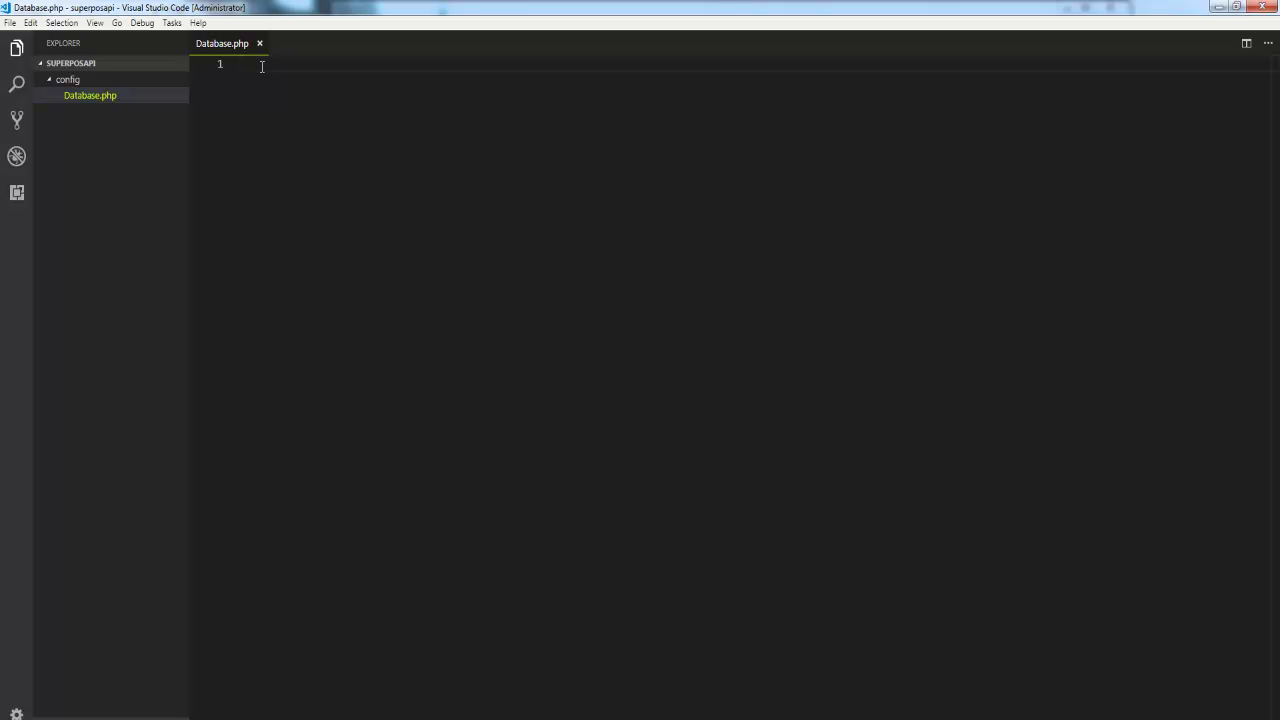 Database.php - superposapi - Visual Studio Code [Administrator]
File Edit Selection View Go Debug Tasks Help
EXPLORER
Database.php
SUPERPOSAPI
config
Database.php
1